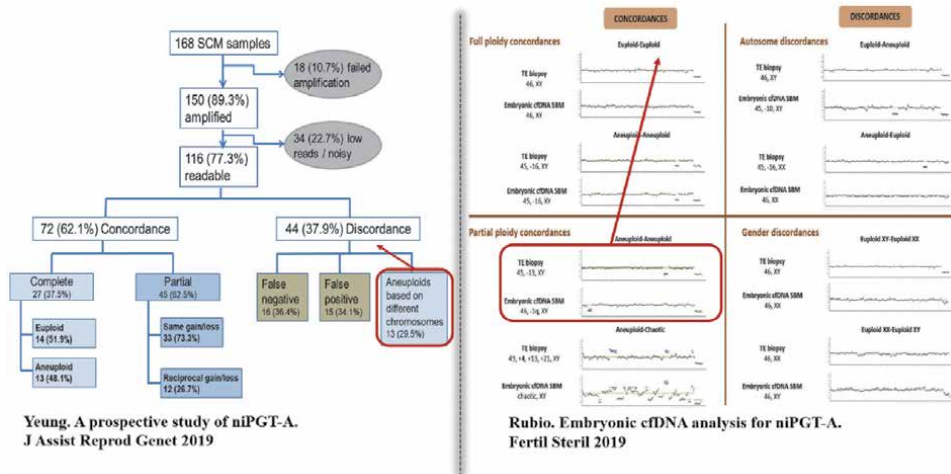 168 SCM samples
18 (10.7%) failed
amplification
150 (89.3%)
amplified
34 (22.7%) low
reads / noisy
116 (77.3%)
readable
72 (62.1%) Concordance
44 (37.9%) Discordance
Complete
27 (37.5%)
Partial
45 (62.5%)
False
negative
16 (36.4%)
False
positive
15 (34.1%)
Aneuploids
based on
different
chromosomes
13 (29.5%)
Euploid
14 (51.9%)
Aneuploid
13 (48.1%)
Same gain/loss
33 (73.3%)
Reciprocal gain/loss
12 (26.7%)
Yeung. A prospective study of niPGT-A.
J Assist Reprod Genet 2019
CONCORDANCES
Full ploidy concordances
Euploid-Euploid
TE biopsy
46, XY
Embryonic cfDNA SBM
46, XY
Aneuploid-Aneuploid
TE biopsy
45, -16, XY
Embryonic cfDNA SBM
45, -16, XY
Partial ploidy concordances
Aneuploid-Aneuploid
TE biopsy
45, -13, XY
Embryonic cfDNA SBM
Aneuploid-Chaotic
TE biopsy
Embryonic cfDNA SBM
chaotic, XY
DISCORDANCES
Autosome discordances
Euploid-Aneuploid
TE biopsy
46, XY
Embryonic cfDNA SBM
45, -10, XY
Aneuploid-Euploid
TE biopsy
45, -16, XX
Embryonic cfDNA SBM
46, XX
Gender discordances
Euploid XY-Euploid XX
TE biopsy
46, XY
Embryonic cfDNA SBM
46, XX
Euploid XX-Euploid XY
TE biopsy
46, XX
Embryonic cfDNA SBM
46, XY
Rubio. Embryonic cfDNA analysis for niPGT-A.
Fertil Steril 2019